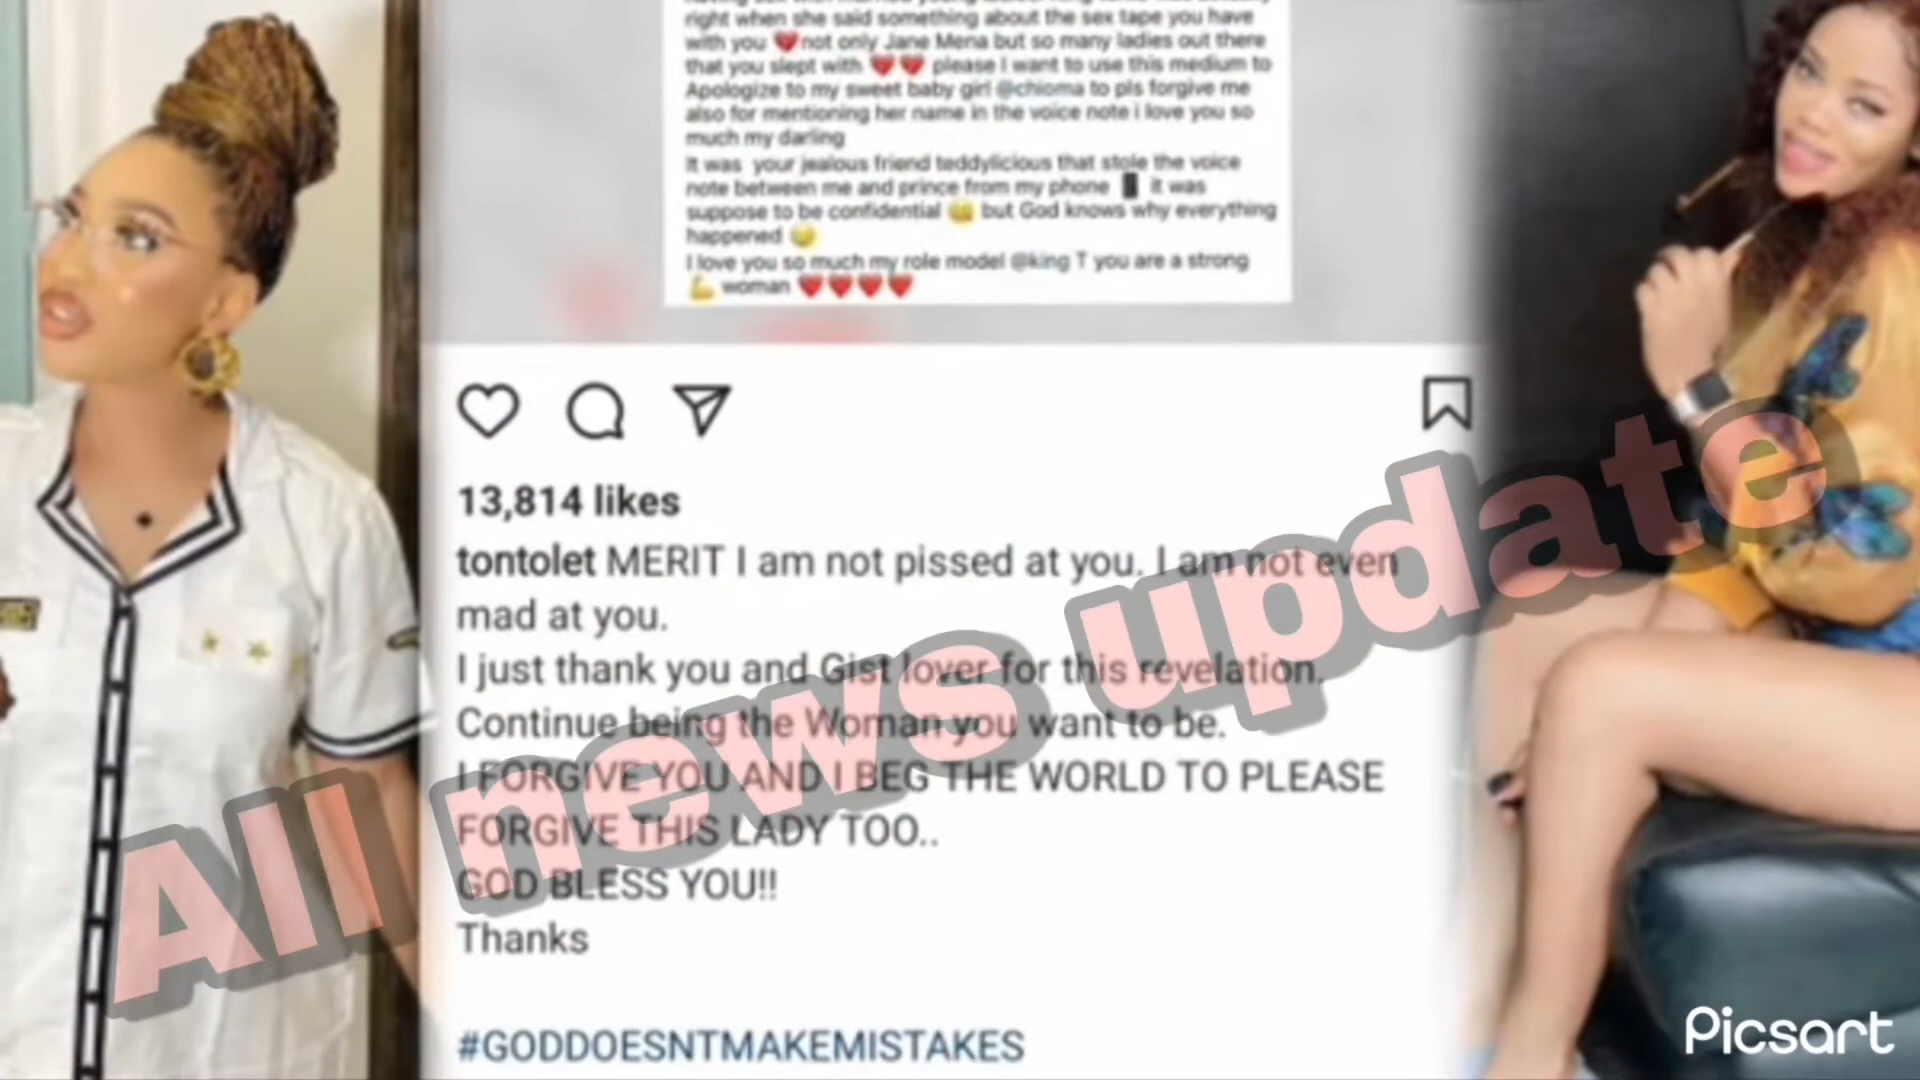 right when she said something about the sex tape you have
with you ❤️not only Jane Mena but so many ladies out there
that you slept with ❤️❤️ please I want to use this medium to
Apologize to my sweet baby girl @chioma to pls forgive me
also for mentioning her name in the voice note i love you so
much my darling
It was your jealous friend teddylicious that stole the voice
note between me and prince from my phone 📱 it was
suppose to be confidential 😂 but God knows why everything
happened 😢
I love you so much my role model @king T you are a strong
💪 woman ❤️❤️❤️❤️
13,814 likes
tontolet MERIT I am not pissed at you. I am not even
mad at you.
I just thank you and Gist lover for this revelation.
Continue being the Woman you want to be.
I FORGIVE YOU AND I BEG THE WORLD TO PLEASE
FORGIVE THIS LADY TOO..
GOD BLESS YOU!!
Thanks
#GODDOESNTMAKEMISTAKES
All news update
Picsart